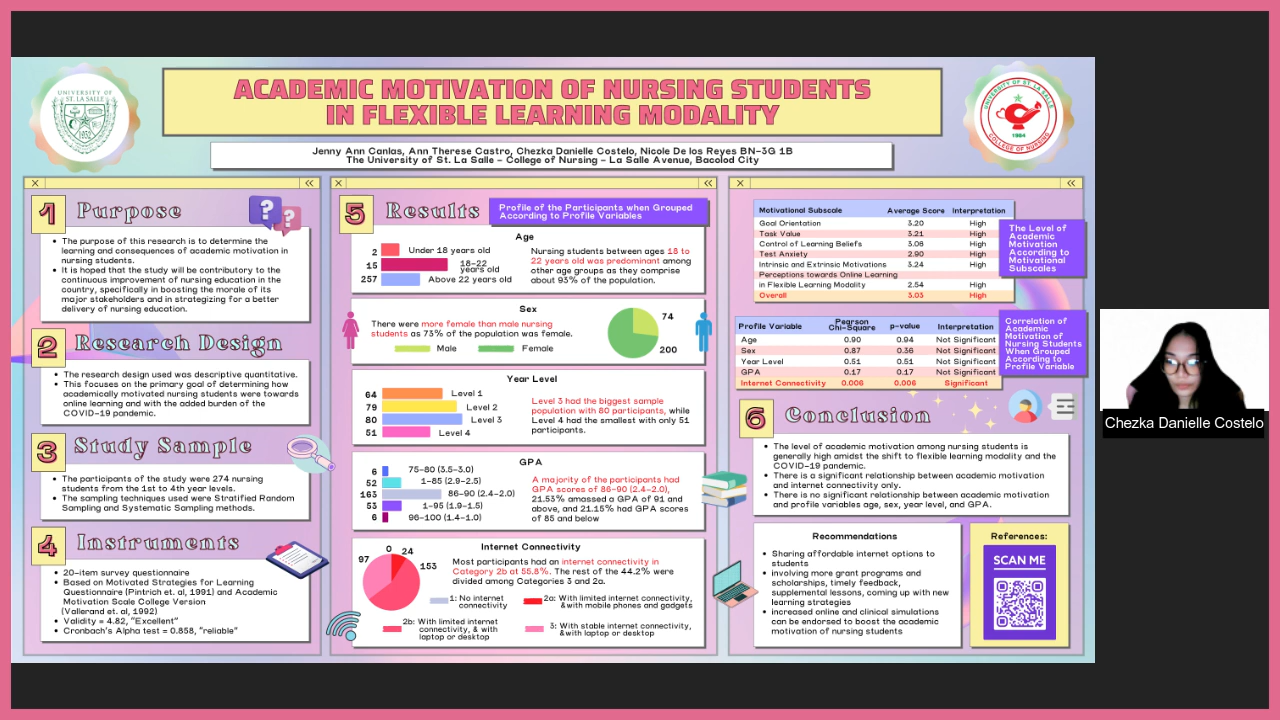 ACADEMIC MOTIVATION OF NURSING STUDENTS
IN FLEXIBLE LEARNING MODALITY
UNIVERSITY OF
ST. LA SALLE
UNIVERSITY OF ST. LA SALLE
COLLEGE OF NURSING
Jenny Ann Canlas, Ann Therese Castro, Chezka Danielle Costelo, Nicole De los Reyes BN-3G 1B
The University of St. La Salle - College of Nursing - La Salle Avenue, Bacolod City
1 Purpose
• The purpose of this research is to determine the
learning and consequences of academic motivation in
nursing students.
• It is hoped that the study will be contributory to the
continuous improvement of nursing education in the
country, specifically in boosting the morale of its
major stakeholders and in strategizing for a better
delivery of nursing education.
2 Research Design
• The research design used was descriptive quantitative.
• This focuses on the primary goal of determining how
academically motivated nursing students were towards
online learning and with the added burden of the
COVID-19 pandemic.
3 Study Sample
• The participants of the study were 274 nursing
students from the 1st to 4th year levels.
• The sampling techniques used were Stratified Random
Sampling and Systematic Sampling methods.
4 Instruments
• 20-item survey questionnaire
• Based on Motivated Strategies for Learning
Questionnaire (Pintrich et. al, 1991) and Academic
Motivation Scale College Version
(Vallerand et. al, 1992)
• Validity = 4.82, "Excellent"
• Cronbach's Alpha test = 0.858, "reliable"
5 Results
Profile of the Participants when Grouped
According to Profile Variables
Age
2 Under 18 years old
15 18-22
years old
257 Above 22 years old
Nursing students between ages 18 to
22 years old was predominant among
other age groups as they comprise
about 93% of the population.
Sex
There were more female than male nursing
students as 73% of the population was female.
Male Female
74
200
Year Level
64 Level 1
79 Level 2
80 Level 3
51 Level 4
Level 3 had the biggest sample
population with 80 participants, while
Level 4 had the smallest with only 51
participants.
GPA
6 75-80 (3.5-3.0)
52 1-85 (2.9-2.5)
163 86-90 (2.4-2.0)
53 1-95 (1.9-1.5)
6 96-100 (1.4-1.0)
A majority of the participants had
GPA scores of 86-90 (2.4-2.0),
21.53% amassed a GPA of 91 and
above, and 21.15% had GPA scores
of 85 and below
Internet Connectivity
0 24
97 153
Most participants had an internet connectivity in
Category 2b at 55.8%. The rest of the 44.2% were
divided among Categories 3 and 2a.
1: No internet
connectivity
2a: With limited internet connectivity,
&with mobile phones and gadgets
2b: With limited internet
connectivity, & with
laptop or desktop
3: With stable internet connectivity,
&with laptop or desktop
Motivational Subscale Average Score Interpretation
Goal Orientation 3.20 High
Task Value 3.21 High
Control of Learning Beliefs 3.08 High
Test Anxiety 2.90 High
Intrinsic and Extrinsic Motivations 3.24 High
Perceptions towards Online Learning
in Flexible Learning Modality 2.54 High
Overall 3.03 High
The Level of
Academic
Motivation
According to
Motivational
Subscales
Profile Variable Pearson
Chi-Square p-value Interpretation
Age 0.90 0.94 Not Significant
Sex 0.87 0.36 Not Significant
Year Level 0.51 0.51 Not Significant
GPA 0.17 0.17 Not Significant
Internet Connectivity 0.006 0.006 Significant
Correlation of
Academic
Motivation of
Nursing Students
When Grouped
According to
Profile Variable
6 Conclusion
• The level of academic motivation among nursing students is
generally high amidst the shift to flexible learning modality and the
COVID-19 pandemic.
• There is a significant relationship between academic motivation
and internet connectivity only.
• There is no significant relationship between academic motivation
and profile variables age, sex, year level, and GPA.
Recommendations
• Sharing affordable internet options to
students
• involving more grant programs and
scholarships, timely feedback,
supplemental lessons, coming up with new
learning strategies
• increased online and clinical simulations
can be endorsed to boost the academic
motivation of nursing students
References:
SCAN ME
Chezka Danielle Costelo